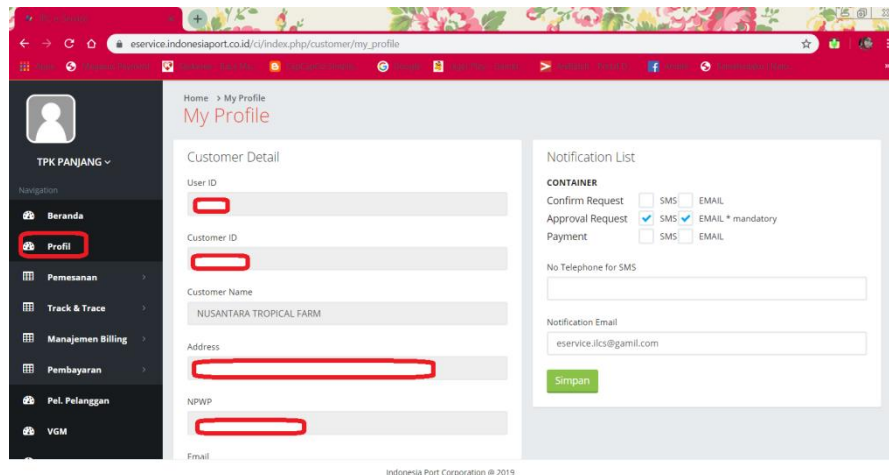 eservice.indonesiaport.co.id/ci/index.php/customer/my_profile
Home > My Profile
My Profile
TPK PANJANG
Navigation
Beranda
Profil
Pemesanan
Track & Trace
Manajemen Billing
Pembayaran
Pel. Pelanggan
VGM
Customer Detail
User ID
Customer ID
Customer Name
NUSANTARA TROPICAL FARM
Address
NPWP
Email
Notification List
CONTAINER
Confirm Request SMS EMAIL
Approval Request SMS EMAIL * mandatory
Payment SMS EMAIL
No Telephone for SMS
Notification Email
eservice.ilcs@gamil.com
Simpan
Indonesia Port Corporation @ 2019